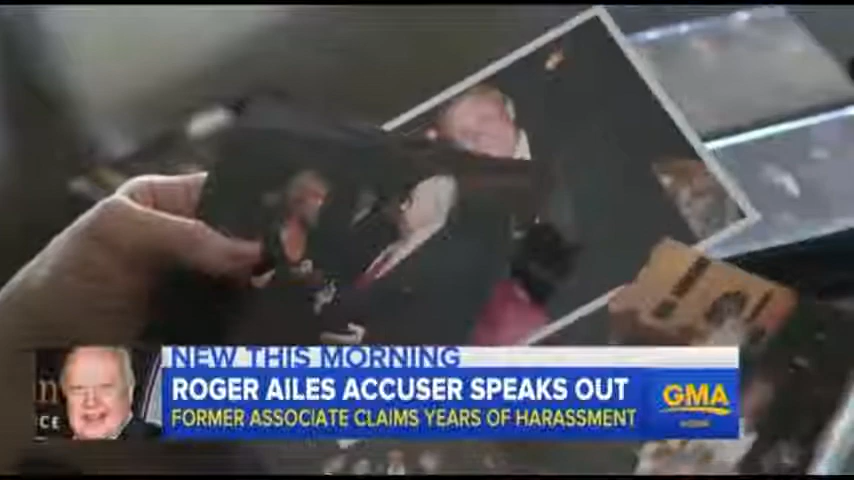 NEW THIS MORNING
ROGER AILES ACCUSER SPEAKS OUT
FORMER ASSOCIATE CLAIMS YEARS OF HARASSMENT
GMA